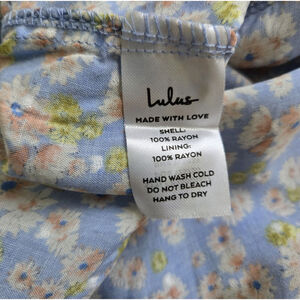 Lulus
MADE WITH LOVE
SHELL:
100% RAYON
LINING:
100% RAYON
HAND WASH COLD
DO NOT BLEACH
HANG TO DRY